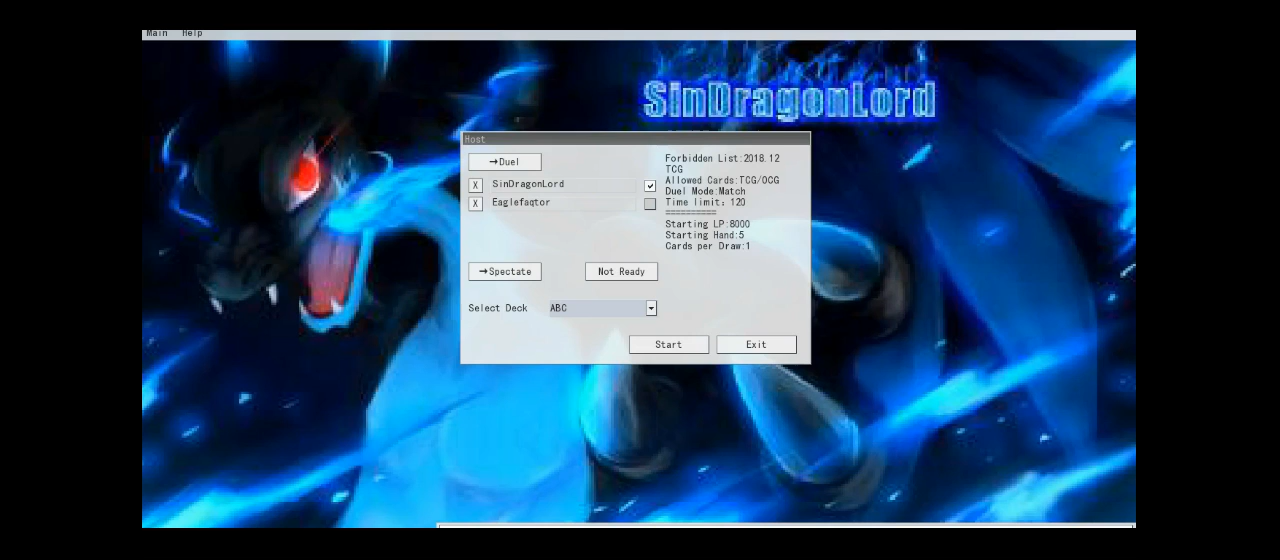 Main Help
SinDragonLord
Host
→Duel
X SinDragonLord
X Eaglefaqtor
Forbidden List:2018.12
TCG
Allowed Cards:TCG/OCG
Duel Mode:Match
Time limit: 120
==========
Starting LP:8000
Starting Hand:5
Cards per Draw:1
→Spectate
Not Ready
Select Deck ABC
Start
Exit